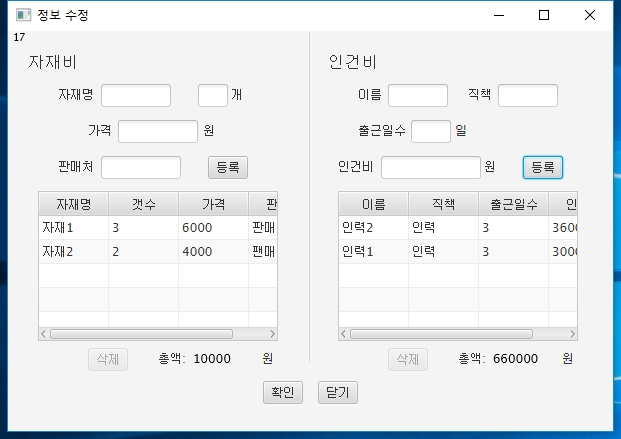 정보 수정
17
자재비
자재명 개
가격 원
판매처 등록
자재명 갯수 가격 판
자재1 3 6000 판매
자재2 2 4000 팬매
삭제 총액: 10000 원
인건비
이름 직책
출근일수 일
인건비 원 등록
이름 직책 출근일수 인
인력2 인력 3 3600
인력1 인력 3 3000
삭제 총액: 660000 원
확인 닫기